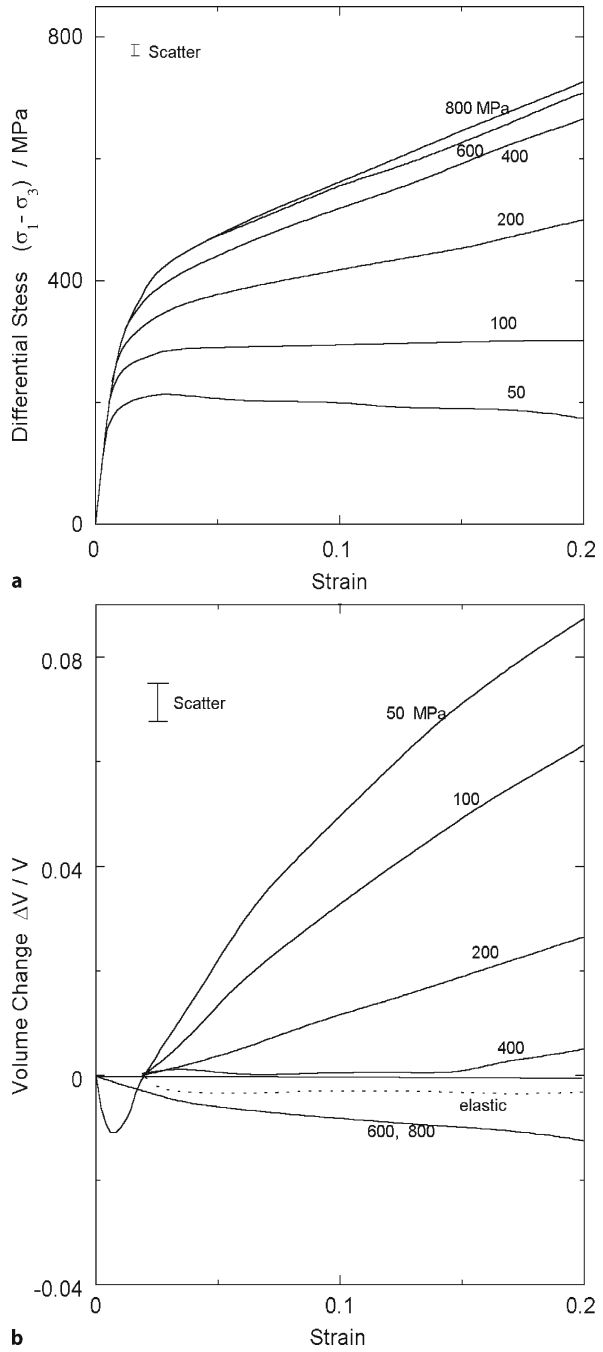 800
Scatter
800 MPa
600
400
200
100
50
400
0
Differential Stess (σ1- σ3) / MPa
0
0.1
0.2
Strain
a
0.08
Scatter
50 MPa
100
0.04
200
400
0
elastic
600, 800
Volume Change ΔV / V
-0.04
0
0.1
0.2
Strain
b